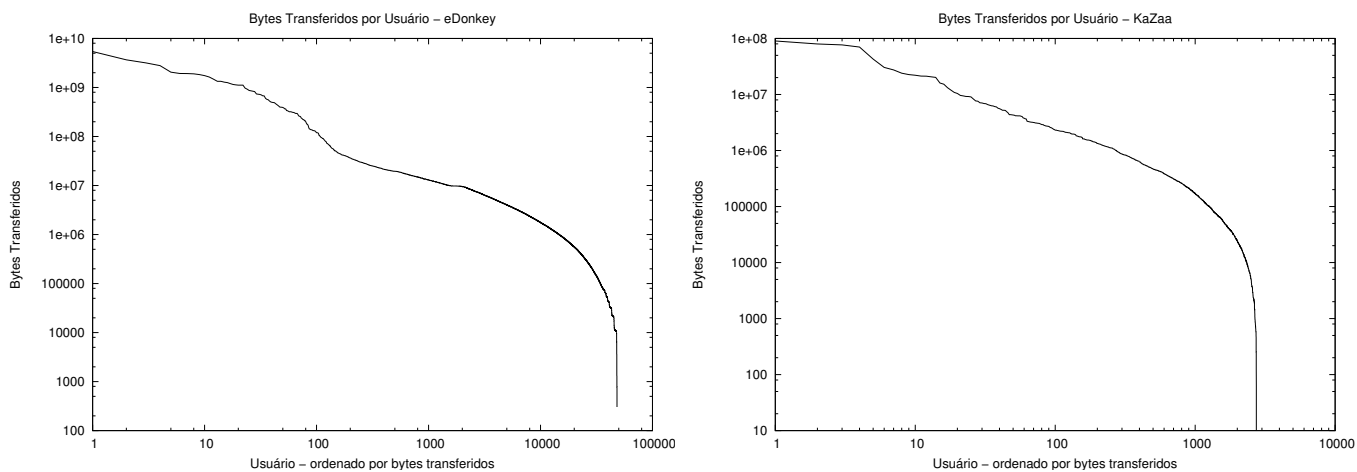 Bytes Transferidos por Usuário – eDonkey
1e+10
1e+09
1e+08
1e+07
1e+06
100000
10000
1000
100
1 10 100 1000 10000 100000
Bytes Transferidos
Usuário – ordenado por bytes transferidos
Bytes Transferidos por Usuário – KaZaa
1e+08
1e+07
1e+06
100000
10000
1000
100
10
1 10 100 1000 10000
Bytes Transferidos
Usuário – ordenado por bytes transferidos